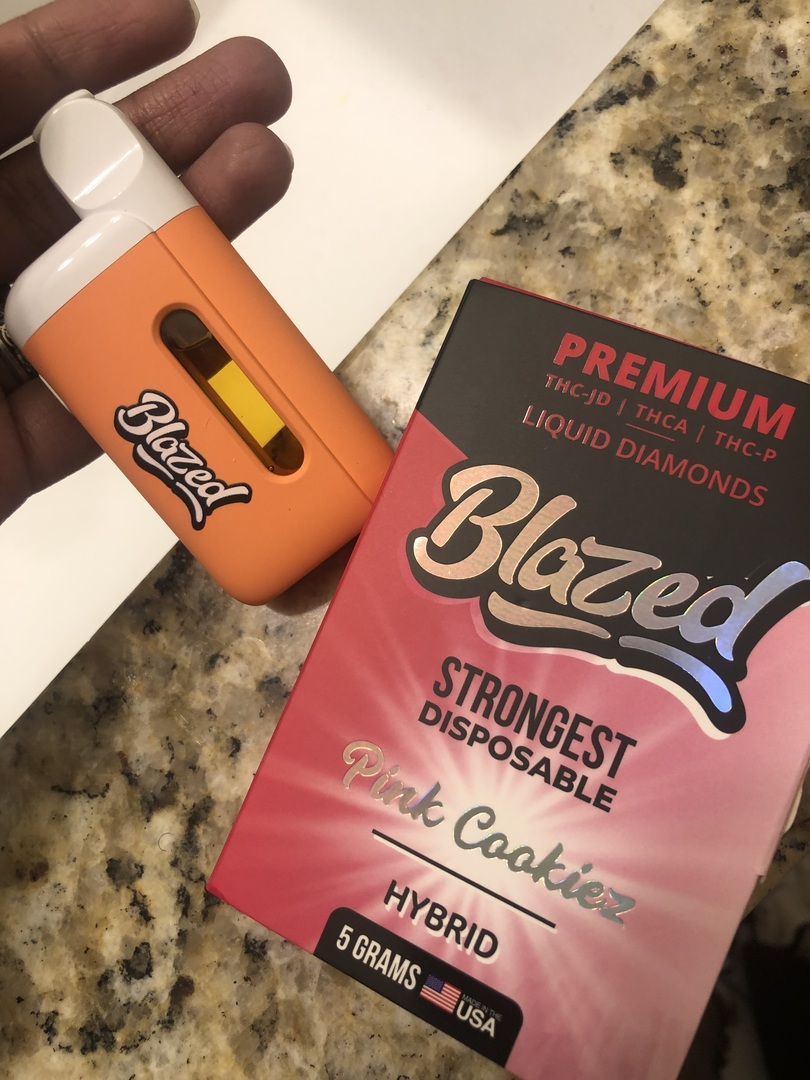 Blazed
PREMIUM
THC-JD | THCA | THC-P
LIQUID DIAMONDS
Blazed
STRONGEST
DISPOSABLE
Pink Cookiez
HYBRID
5 GRAMS
MADE IN THE
USA